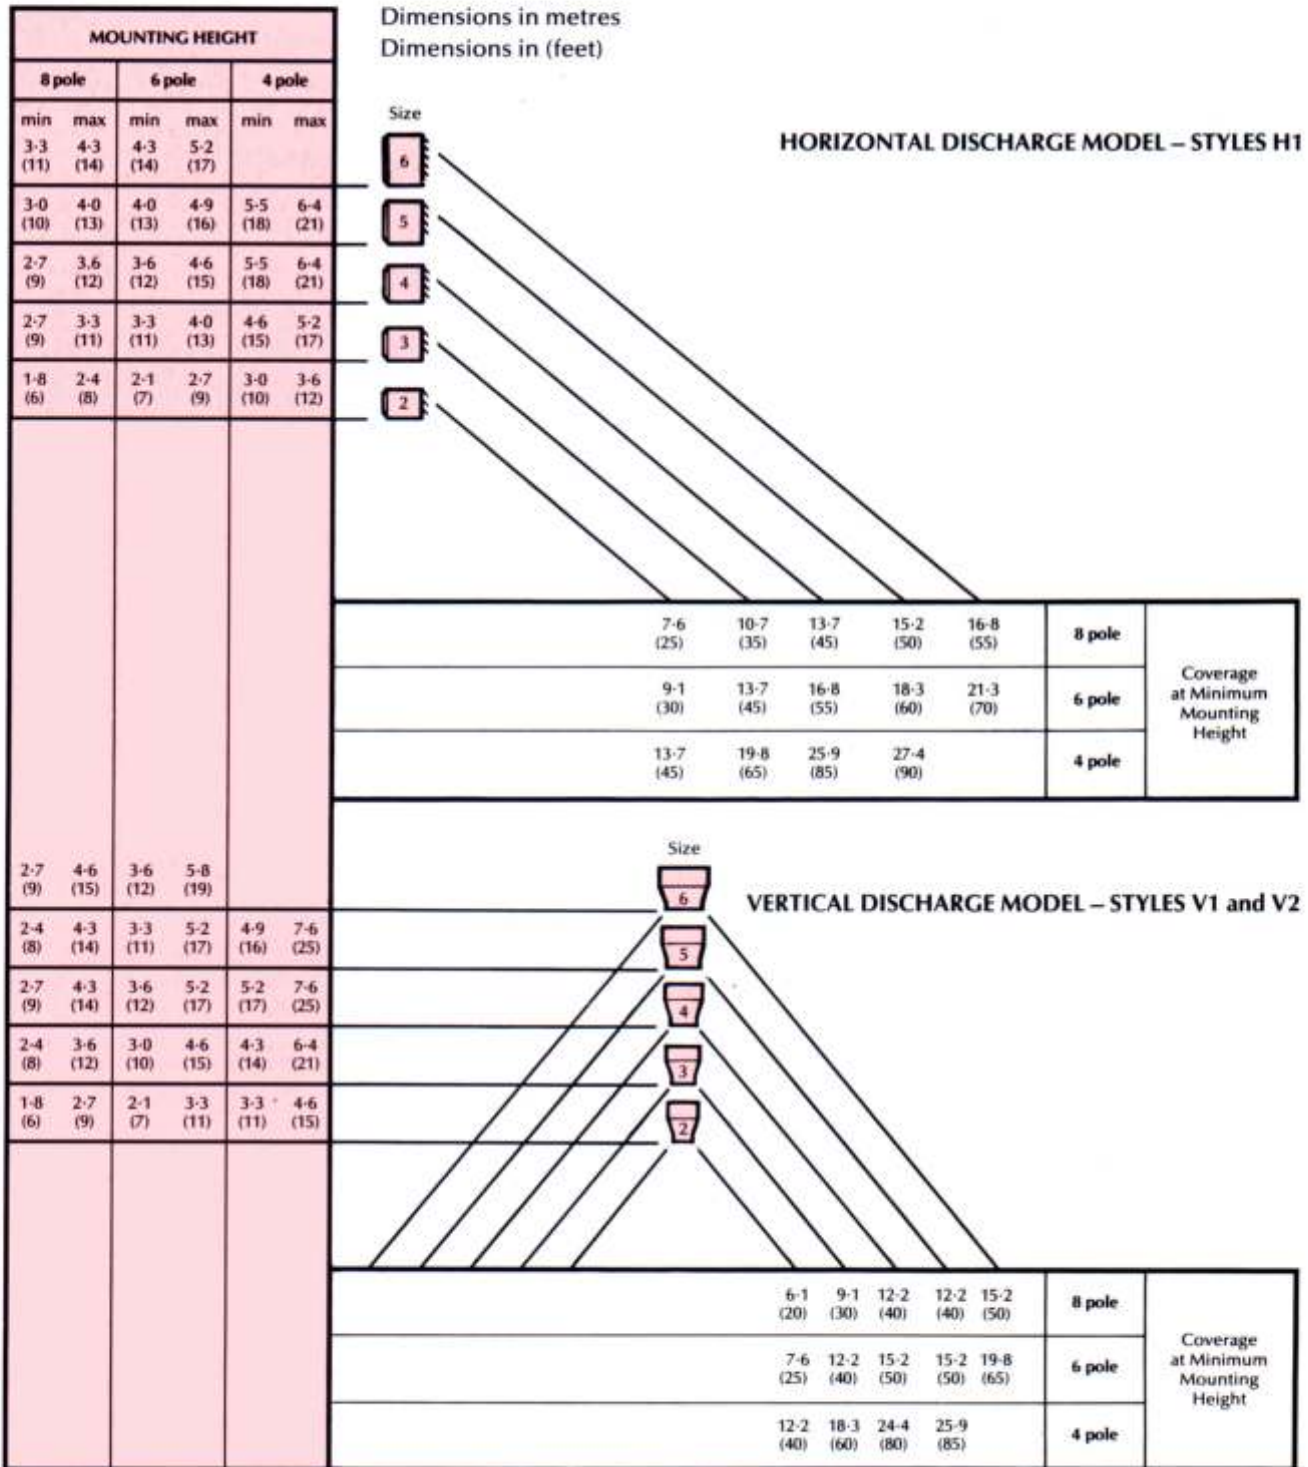 Dimensions in metres
Dimensions in (feet)
MOUNTING HEIGHT
8 pole 6 pole 4 pole
min max min max min max
3·3 4·3 4·3 5·2
(11) (14) (14) (17)
3·0 4·0 4·0 4·9 5·5 6·4
(10) (13) (13) (16) (18) (21)
2·7 3.6 3·6 4·6 5·5 6·4
(9) (12) (12) (15) (18) (21)
2·7 3·3 3·3 4·0 4·6 5·2
(9) (11) (11) (13) (15) (17)
1·8 2·4 2·1 2·7 3·0 3·6
(6) (8) (7) (9) (10) (12)
Size
6
5
4
3
2
HORIZONTAL DISCHARGE MODEL – STYLES H1
7·6 10·7 13·7 15·2 16·8 8 pole
(25) (35) (45) (50) (55)
9·1 13·7 16·8 18·3 21·3 6 pole
(30) (45) (55) (60) (70)
13·7 19·8 25·9 27·4 4 pole
(45) (65) (85) (90)
Coverage
at Minimum
Mounting
Height
2·7 4·6 3·6 5·8
(9) (15) (12) (19)
2·4 4·3 3·3 5·2 4·9 7·6
(8) (14) (11) (17) (16) (25)
2·7 4·3 3·6 5·2 5·2 7·6
(9) (14) (12) (17) (17) (25)
2·4 3·6 3·0 4·6 4·3 6·4
(8) (12) (10) (15) (14) (21)
1·8 2·7 2·1 3·3 3·3 4·6
(6) (9) (7) (11) (11) (15)
Size
6
5
4
3
2
VERTICAL DISCHARGE MODEL – STYLES V1 and V2
6·1 9·1 12·2 12·2 15·2 8 pole
(20) (30) (40) (40) (50)
7·6 12·2 15·2 15·2 19·8 6 pole
(25) (40) (50) (50) (65)
12·2 18·3 24·4 25·9 4 pole
(40) (60) (80) (85)
Coverage
at Minimum
Mounting
Height